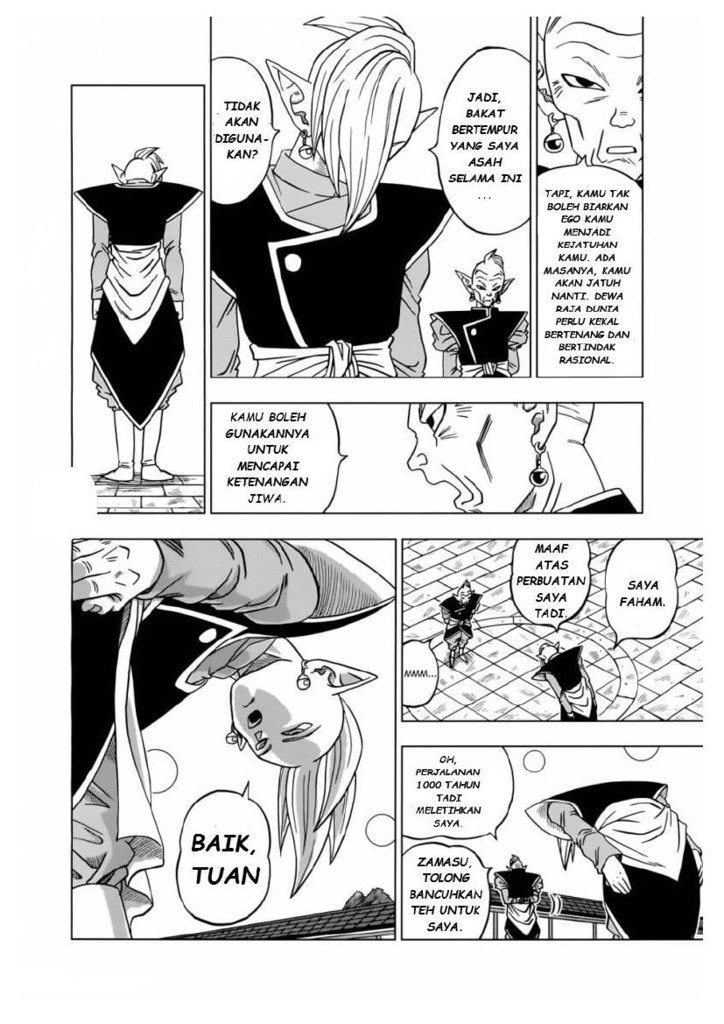 TAPI, KAMU TAK
BOLEH BIARKAN
EGO KAMU
MENJADI
KEJATUHAN
KAMU. ADA
MASANYA, KAMU
AKAN JATUH
NANTI. DEWA
RAJA DUNIA
PERLU KEKAL
BERTENANG DAN
BERTINDAK
RASIONAL.
JADI,
BAKAT
BERTEMPUR
YANG SAYA
ASAH
SELAMA INI
...
TIDAK
AKAN
DIGUNA-
KAN?
KAMU BOLEH
GUNAKANNYA
UNTUK
MENCAPAI
KETENANGAN
JIWA.
SAYA
FAHAM.
MAAF
ATAS
PERBUATAN
SAYA
TADI.
MMM...
OH,
PERJALANAN
1000 TAHUN
TADI
MELETIHKAN
SAYA.
ZAMASU,
TOLONG
BANCUHKAN
TEH UNTUK
SAYA.
BAIK,
TUAN